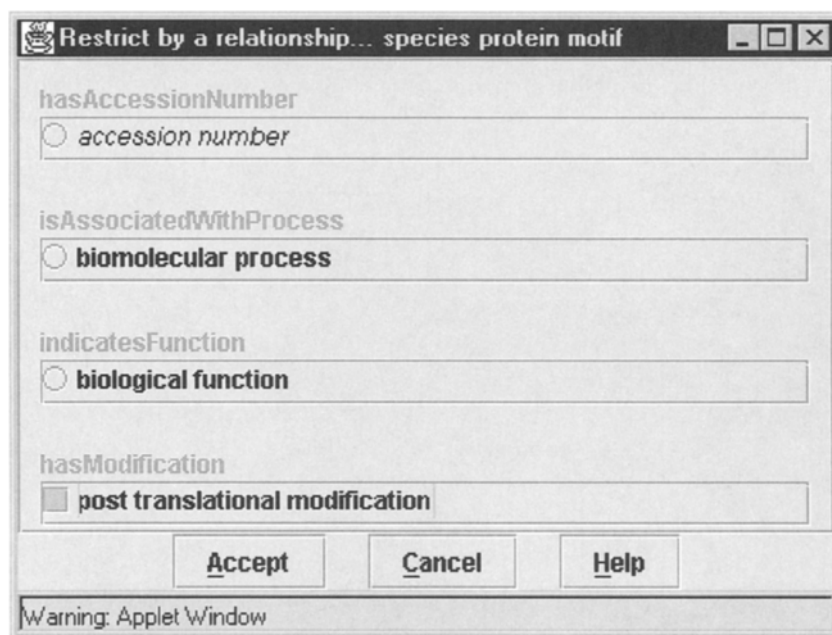 Restrict by a relationship... species protein motif
hasAccessionNumber
accession number
isAssociatedWithProcess
biomolecular process
indicatesFunction
biological function
hasModification
post translational modification
Accept Cancel Help
Warning: Applet Window